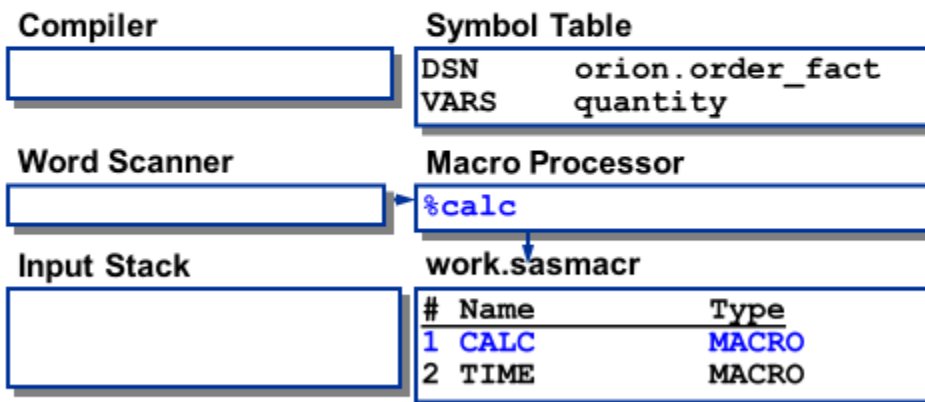 Compiler
Symbol Table
DSN orion.order_fact
VARS quantity
Word Scanner
Macro Processor
%calc
Input Stack
work.sasmacr
# Name Type
1 CALC MACRO
2 TIME MACRO